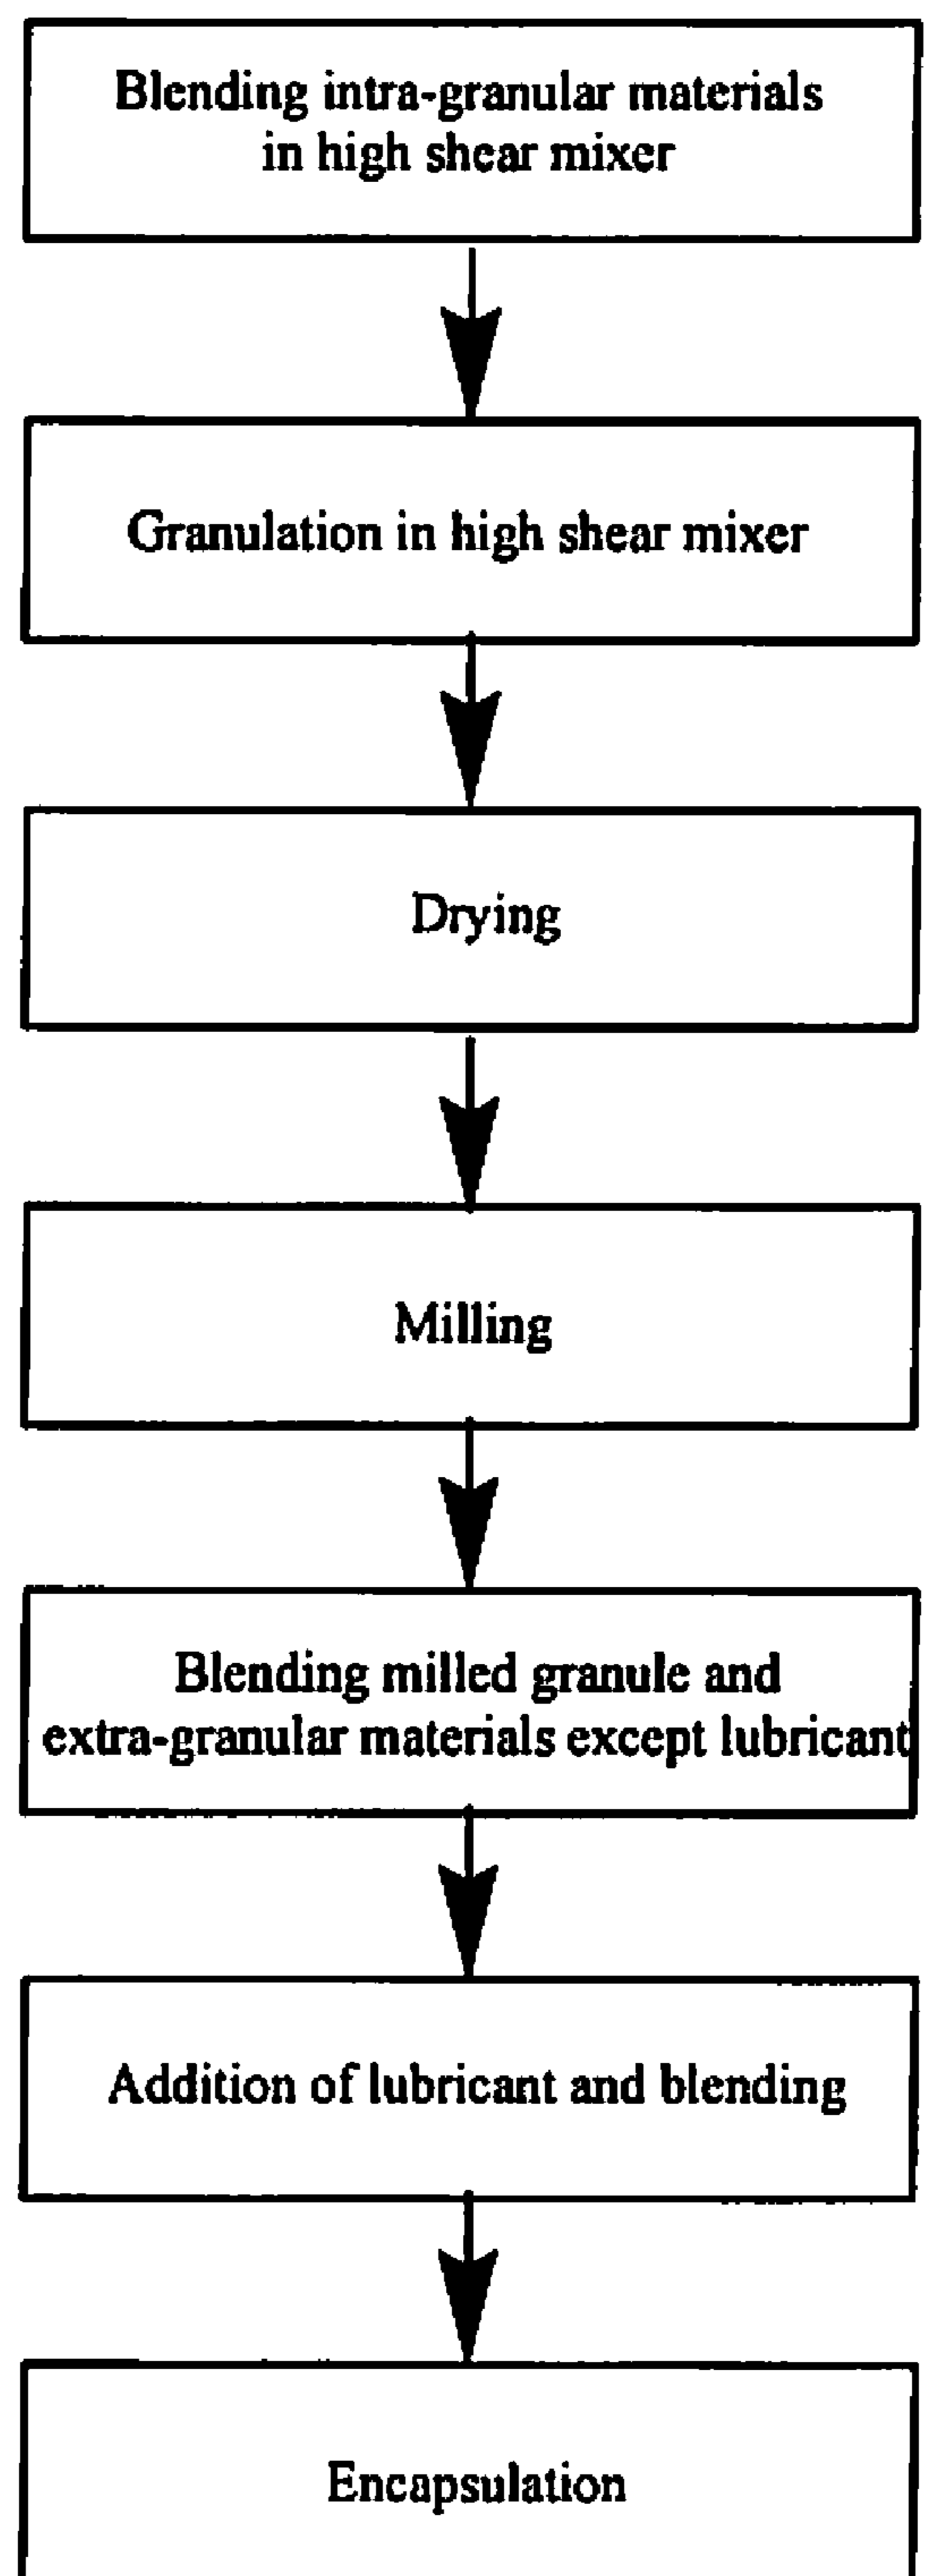 Blending intra-granular materials
in high shear mixer
Granulation in high shear mixer
Drying
Milling
Blending milled granule and
extra-granular materials except lubricant
Addition of lubricant and blending
Encapsulation